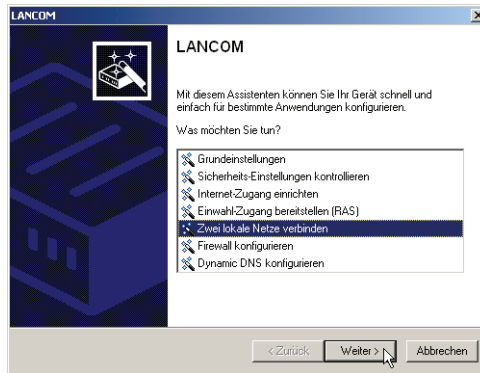 LANCOM
LANCOM
Mit diesem Assistenten können Sie Ihr Gerät schnell und
einfach für bestimmte Anwendungen konfigurieren.
Was möchten Sie tun?
Grundeinstellungen
Sicherheits-Einstellungen kontrollieren
Internet-Zugang einrichten
Einwahl-Zugang bereitstellen (RAS)
Zwei lokale Netze verbinden
Firewall konfigurieren
Dynamic DNS konfigurieren
< Zurück
Weiter >
Abbrechen